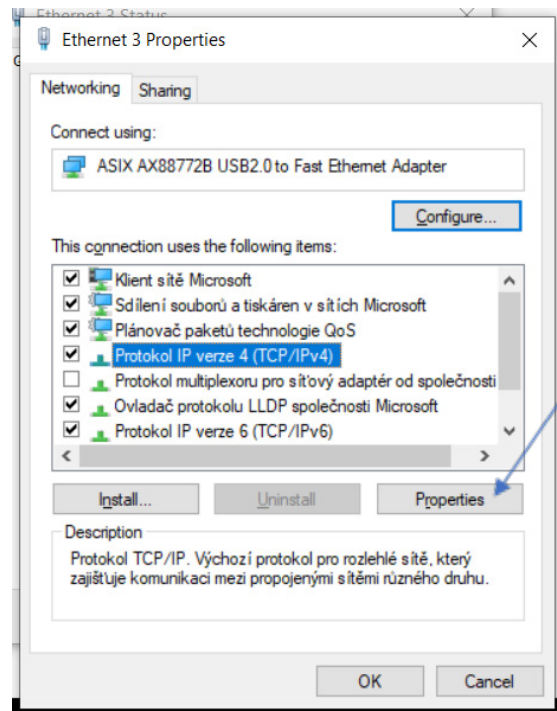 Ethernet 3 Status
Ethernet 3 Properties
Networking
Sharing
Connect using:
ASIX AX88772B USB2.0 to Fast Ethernet Adapter
Configure...
This connection uses the following items:
Klient sítě Microsoft
Sdílení souborů a tiskáren v sítích Microsoft
Plánovač paketů technologie QoS
Protokol IP verze 4 (TCP/IPv4)
Protokol multiplexoru pro síťový adaptér od společnosti
Ovladač protokolu LLDP společnosti Microsoft
Protokol IP verze 6 (TCP/IPv6)
Install...
Uninstall
Properties
Description
Protokol TCP/IP. Výchozí protokol pro rozlehlé sítě, který
zajišťuje komunikaci mezi propojenými sítěmi různého druhu.
OK
Cancel